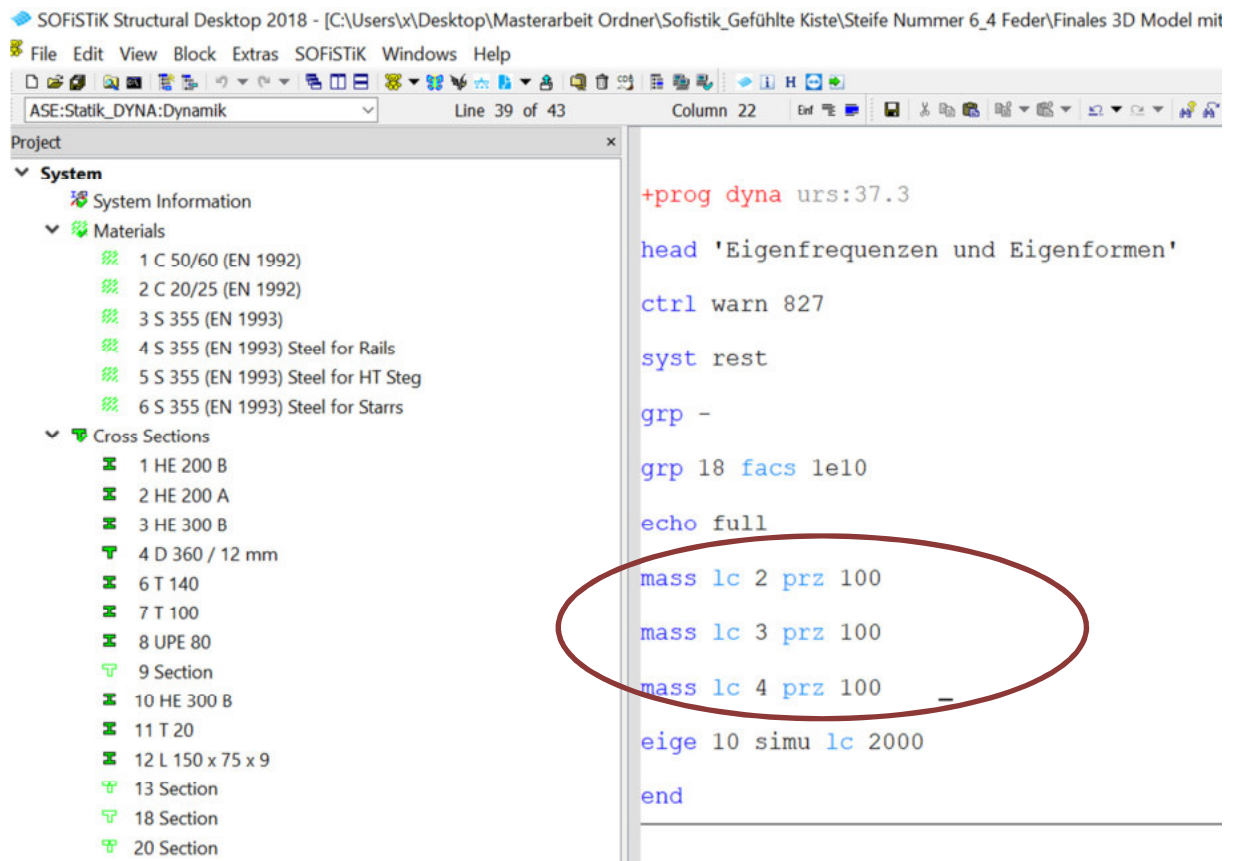 SOFiSTiK Structural Desktop 2018 - [C:\Users\x\Desktop\Masterarbeit Ordner\Sofistik_Gefühlte Kiste\Steife Nummer 6_4 Feder\Finales 3D Model mit
File Edit View Block Extras SOFiSTiK Windows Help
ASE:Statik_DYNA:Dynamik Line 39 of 43 Column 22
Project ×
System
System Information
Materials
1 C 50/60 (EN 1992)
2 C 20/25 (EN 1992)
3 S 355 (EN 1993)
4 S 355 (EN 1993) Steel for Rails
5 S 355 (EN 1993) Steel for HT Steg
6 S 355 (EN 1993) Steel for Starrs
Cross Sections
1 HE 200 B
2 HE 200 A
3 HE 300 B
4 D 360 / 12 mm
6 T 140
7 T 100
8 UPE 80
9 Section
10 HE 300 B
11 T 20
12 L 150 x 75 x 9
13 Section
18 Section
20 Section
+prog dyna urs:37.3
head 'Eigenfrequenzen und Eigenformen'
ctrl warn 827
syst rest
grp -
grp 18 facs 1e10
echo full
mass lc 2 prz 100
mass lc 3 prz 100
mass lc 4 prz 100 _
eige 10 simu lc 2000
end